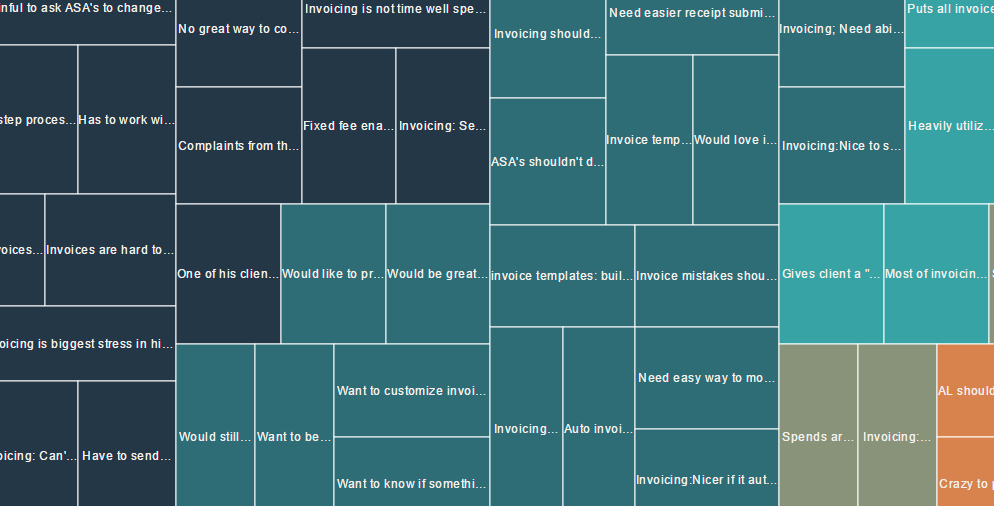 inful to ask ASA's to change...
step proces...
Has to work wi...
voices...
Invoices are hard to...
oicing is biggest stress in hi...
oicing: Can'...
Have to send...
No great way to co...
Invoicing is not time well spe...
Complaints from th...
Fixed fee ena...
Invoicing: Se...
One of his clien...
Would like to pr...
Would be great...
Would still...
Want to be...
Want to customize invoi...
Want to know if somethi...
Invoicing should...
Need easier receipt submi...
ASA's shouldn't d...
Invoice temp...
Would love i...
invoice templates: buil...
Invoice mistakes shou...
Invoicing...
Auto invoi...
Need easy way to mo...
Invoicing:Nicer if it aut...
Invoicing; Need abi...
Puts all invoice
Invoicing:Nice to s...
Heavily utiliz...
Gives client a "...
Most of invoicin...
Spends ar...
Invoicing:...
AL should
Crazy to p